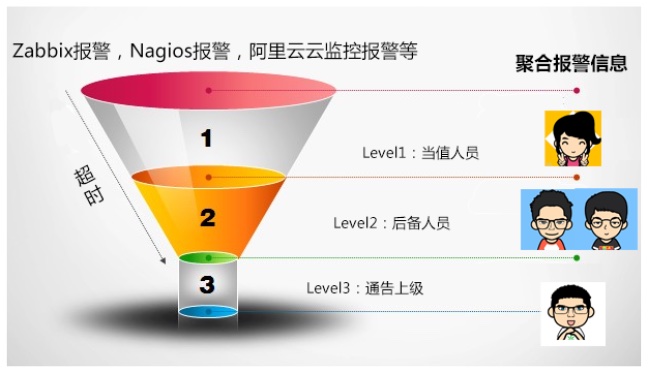 Zabbix报警，Nagios报警，阿里云云监控报警等
聚合报警信息
1
Level1：当值人员
超时
2
Level2：后备人员
3
Level3：通告上级